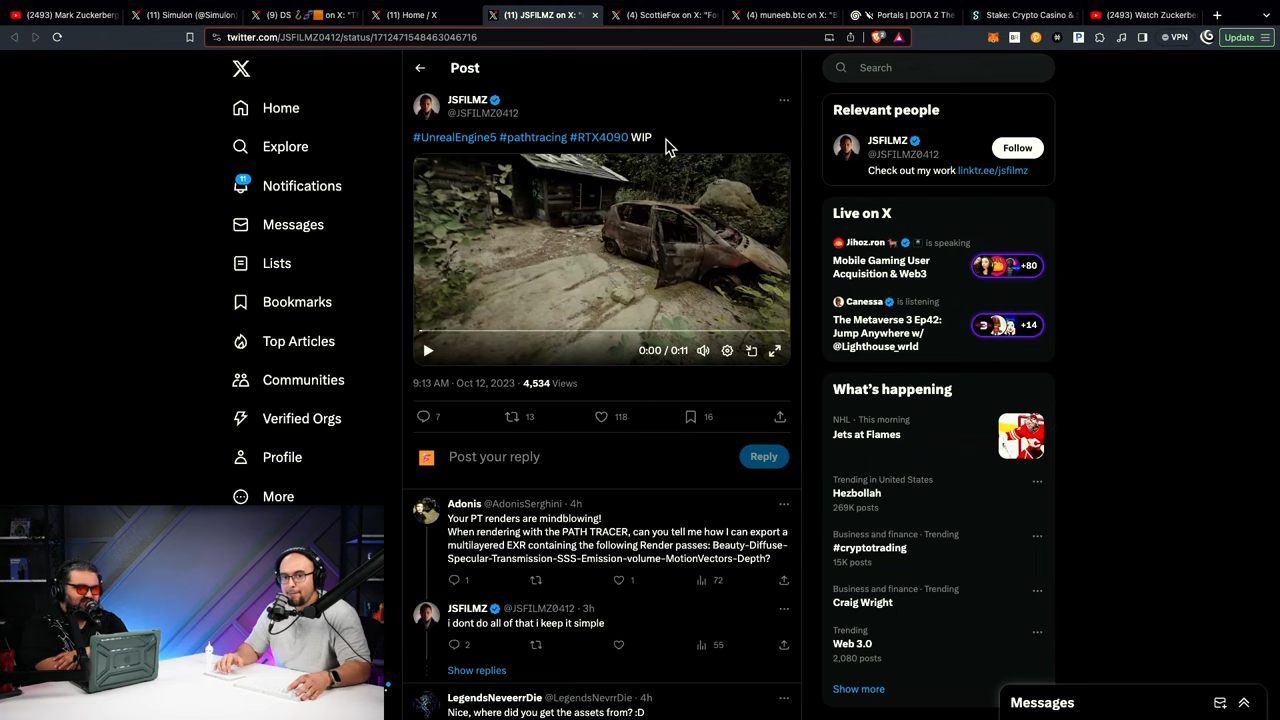 (2493) Mark Zuckerberg
(11) Simulon (@Simulon)
(9) DS
on X: "T
(11) Home / X
(11) JSFILMZ on X: "
(4) ScottieFox on X: "Fo
(4) muneeb.btc on X: "B
Portals | DOTA 2 The
Stake: Crypto Casino &
(2493) Watch Zuckerbe
twitter.com/JSFILMZ0412/status/1712471548463046716
VPN
Update
Home
Explore
11
Notifications
Messages
Lists
Bookmarks
Top Articles
Communities
Verified Orgs
Profile
More
Post
JSFILMZ
@JSFILMZ0412
#UnrealEngine5 #pathtracing #RTX4090 WIP
0:00 / 0:11
9:13 AM · Oct 12, 2023 · 4,534 Views
7
13
118
16
Post your reply
Reply
Adonis @AdonisSerghini · 4h
Your PT renders are mindblowing!
When rendering with the PATH TRACER, can you tell me how I can export a
multilayered EXR containing the following Render passes: Beauty-Diffuse-
Specular-Transmission-SSS-Emission-volume-MotionVectors-Depth?
1
1
72
JSFILMZ @JSFILMZ0412 · 3h
i dont do all of that i keep it simple
2
55
Show replies
LegendsNeveerrDie @LegendsNevrrDie · 4h
Nice, where did you get the assets from? :D
Search
Relevant people
JSFILMZ
@JSFILMZ0412
Follow
Check out my work linktr.ee/jsfilmz
Live on X
Jihoz.ron is speaking
Mobile Gaming User
Acquisition & Web3
+80
Canessa is listening
The Metaverse 3 Ep42:
Jump Anywhere w/
@Lighthouse_wrld
+14
What's happening
NHL · This morning
Jets at Flames
Trending in United States
Hezbollah
269K posts
Business and finance · Trending
#cryptotrading
15K posts
Business and finance · Trending
Craig Wright
Trending
Web 3.0
2,080 posts
Show more
Messages